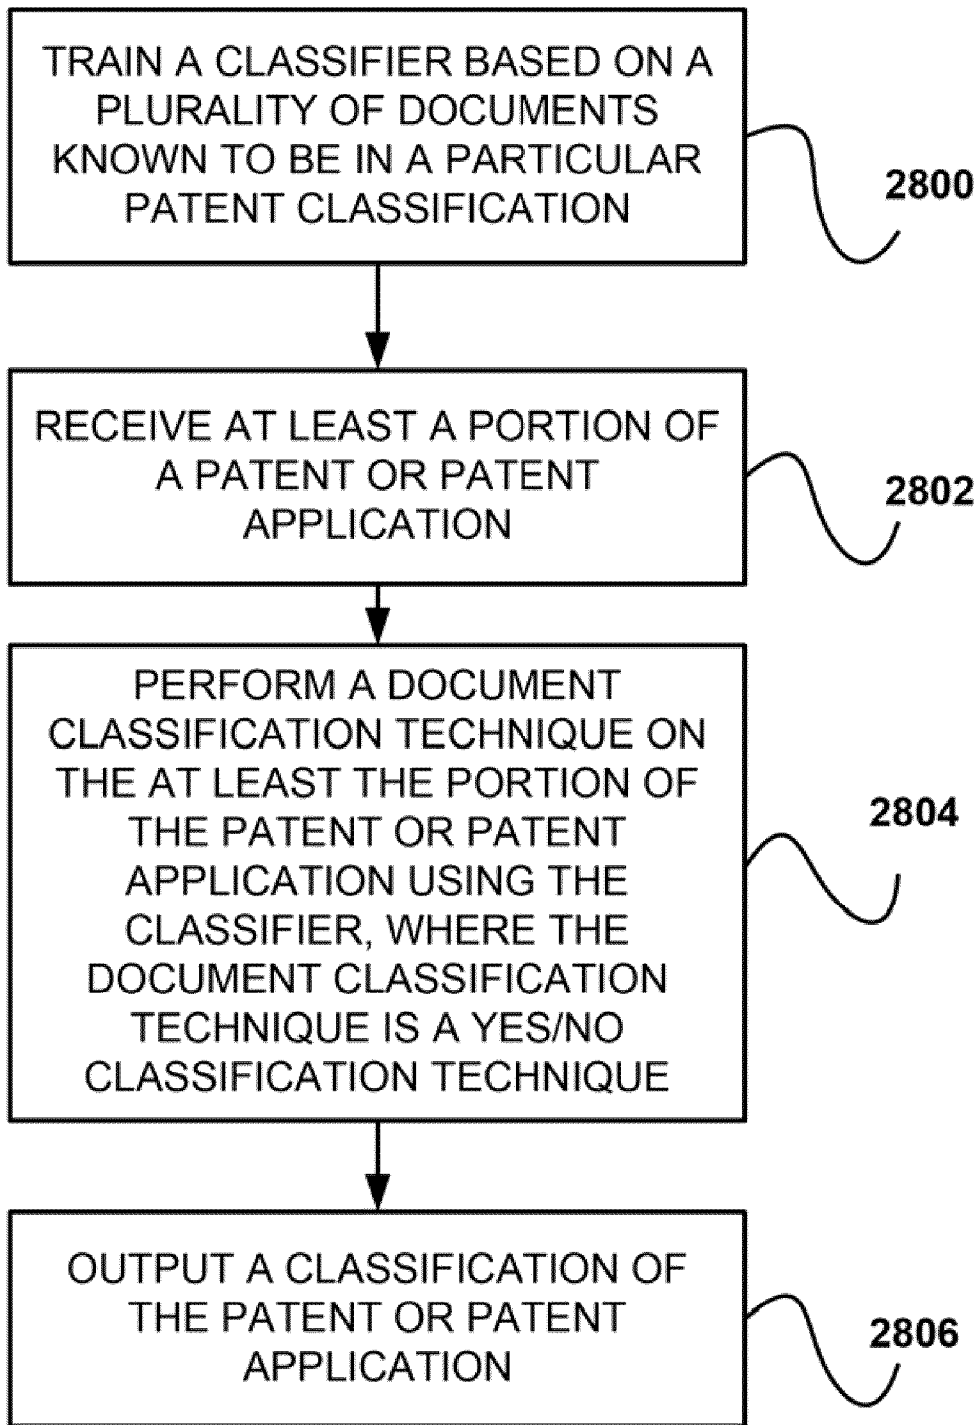 TRAIN A CLASSIFIER BASED ON A
PLURALITY OF DOCUMENTS
KNOWN TO BE IN A PARTICULAR
PATENT CLASSIFICATION
2800
RECEIVE AT LEAST A PORTION OF
A PATENT OR PATENT
APPLICATION
2802
PERFORM A DOCUMENT
CLASSIFICATION TECHNIQUE ON
THE AT LEAST THE PORTION OF
THE PATENT OR PATENT
APPLICATION USING THE
CLASSIFIER, WHERE THE
DOCUMENT CLASSIFICATION
TECHNIQUE IS A YES/NO
CLASSIFICATION TECHNIQUE
2804
OUTPUT A CLASSIFICATION OF
THE PATENT OR PATENT
APPLICATION
2806